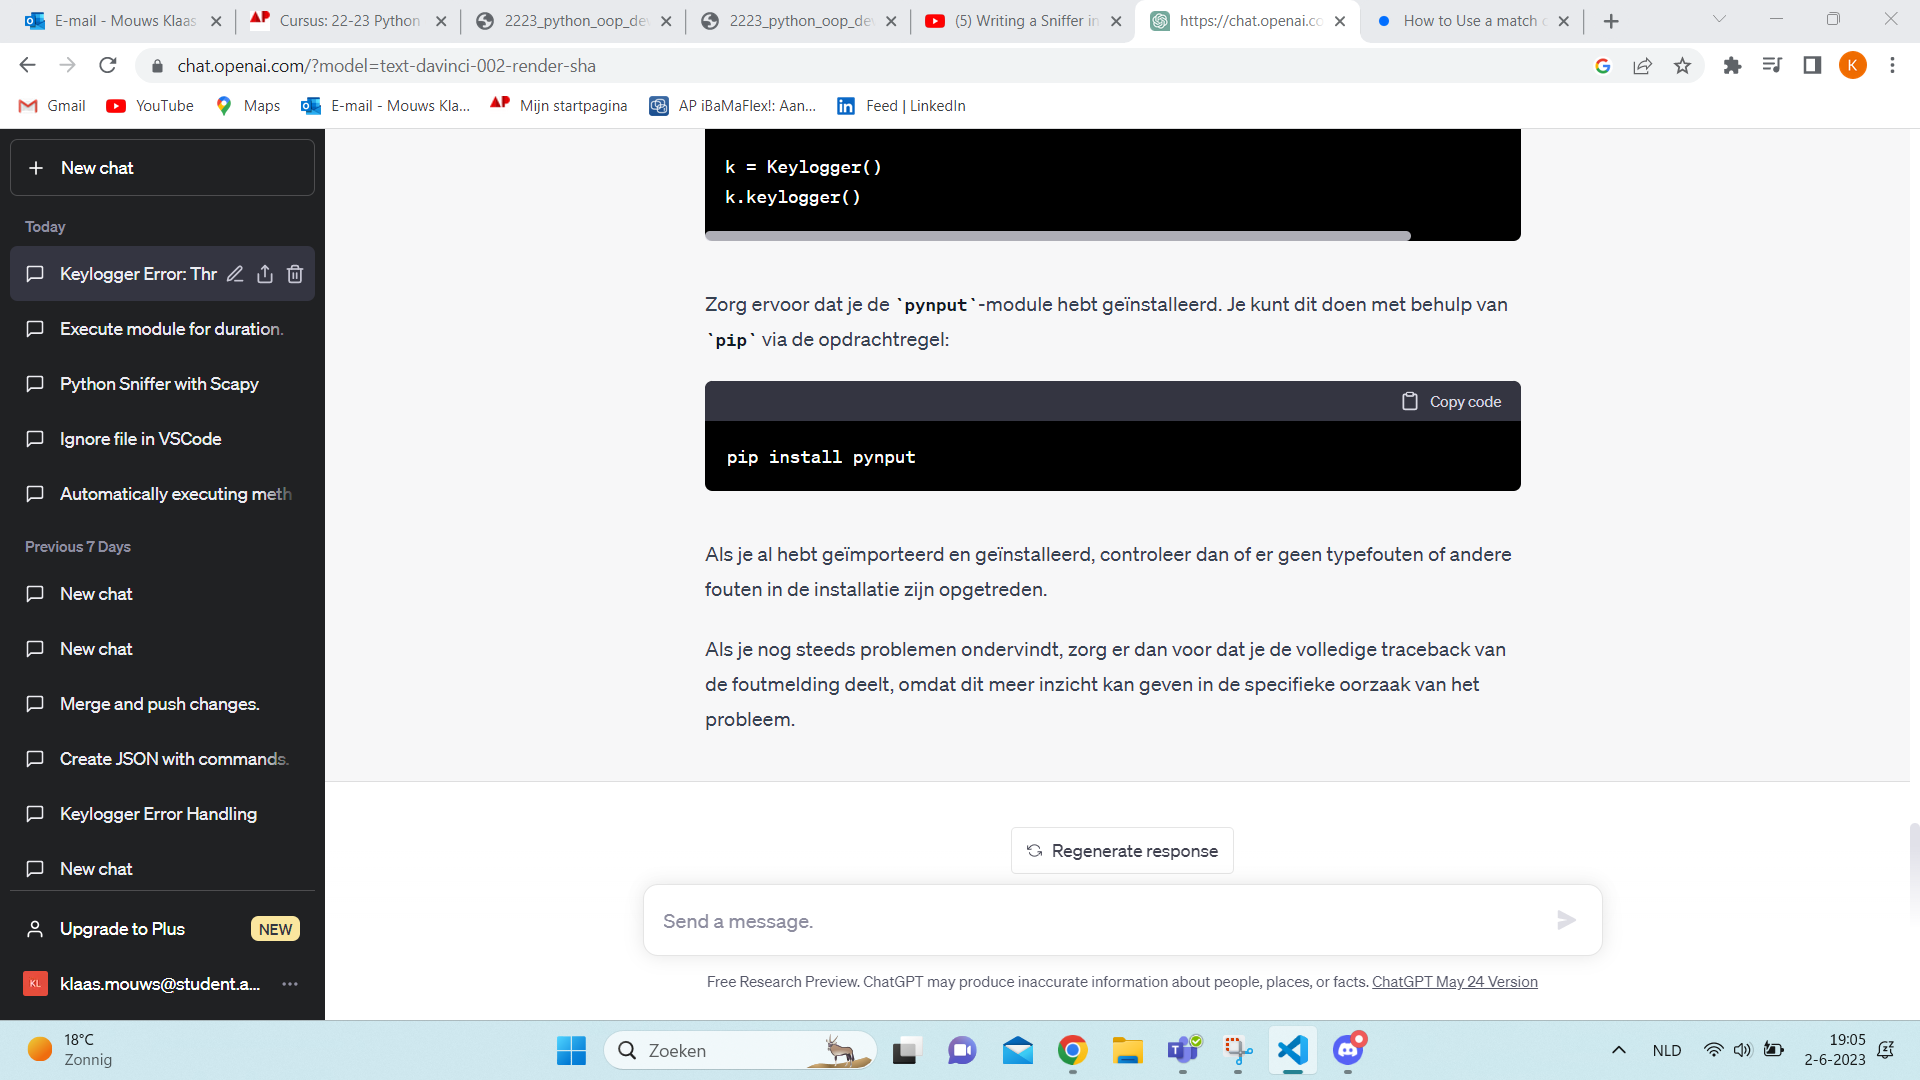 E-mail - Mouws Klaas
Cursus: 22-23 Python
2223_python_oop_de
2223_python_oop_de
(5) Writing a Sniffer in
https://chat.openai.co
How to Use a match
chat.openai.com/?model=text-davinci-002-render-sha
K
Gmail
YouTube
Maps
E-mail - Mouws Kla...
Mijn startpagina
AP iBaMaFlex!: Aan...
Feed | LinkedIn
New chat
Today
Keylogger Error: Thr
Execute module for duration.
Python Sniffer with Scapy
Ignore file in VSCode
Automatically executing meth
Previous 7 Days
New chat
New chat
Merge and push changes.
Create JSON with commands.
Keylogger Error Handling
New chat
Upgrade to Plus
NEW
KL
klaas.mouws@student.a...
k = Keylogger()
k.keylogger()
Zorg ervoor dat je de `pynput`-module hebt geïnstalleerd. Je kunt dit doen met behulp van
`pip` via de opdrachtregel:
Copy code
pip install pynput
Als je al hebt geïmporteerd en geïnstalleerd, controleer dan of er geen typefouten of andere
fouten in de installatie zijn opgetreden.
Als je nog steeds problemen ondervindt, zorg er dan voor dat je de volledige traceback van
de foutmelding deelt, omdat dit meer inzicht kan geven in de specifieke oorzaak van het
probleem.
Regenerate response
Send a message.
Free Research Preview. ChatGPT may produce inaccurate information about people, places, or facts. ChatGPT May 24 Version
18°C
Zonnig
Zoeken
NLD
19:05
2-6-2023